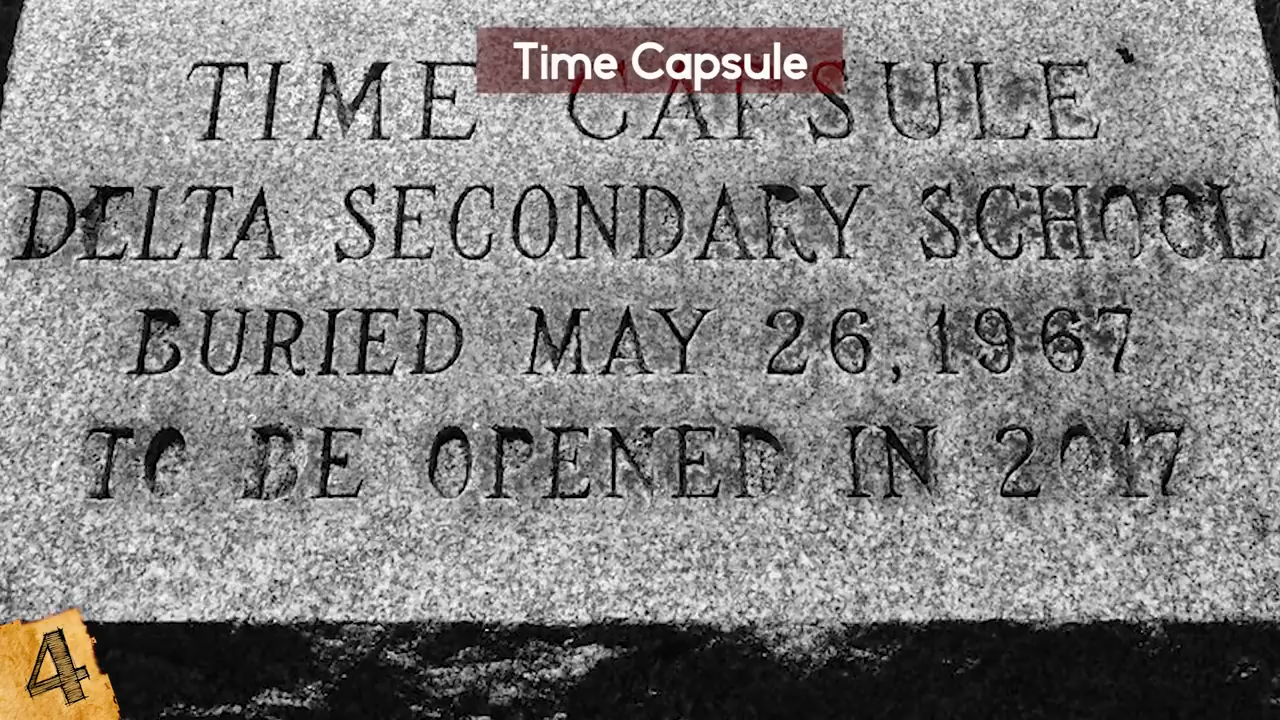 Time Capsule
TIME CAPSULE
DELTA SECONDARY SCHOOL
BURIED MAY 26, 1967
TO BE OPENED IN 2017
4